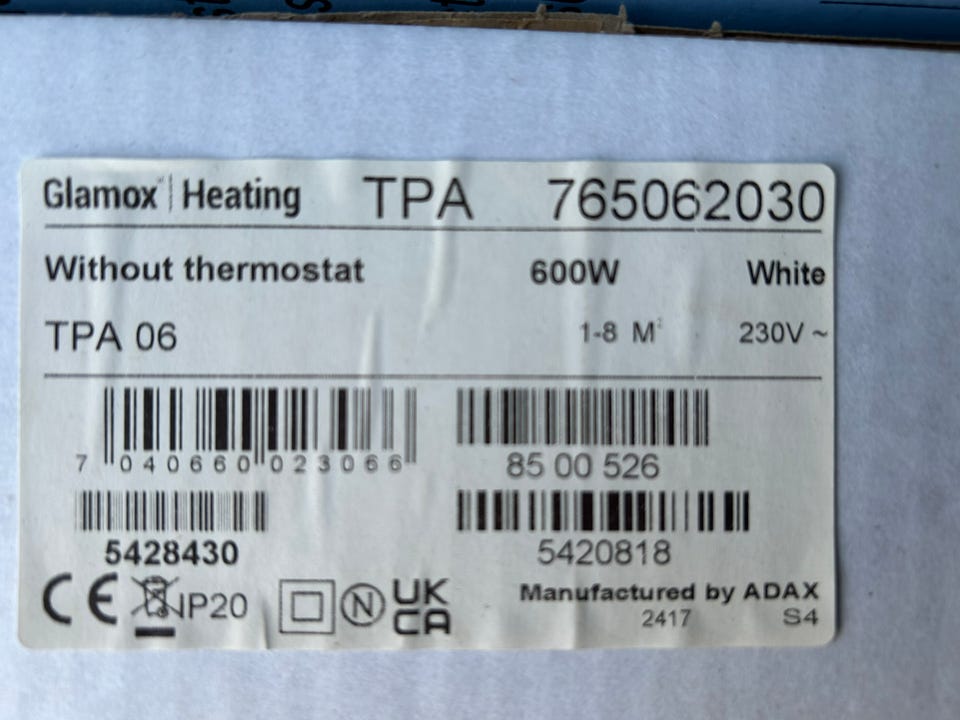 Glamox Heating TPA 765062030
Without thermostat 600W White
TPA 06 1-8 M² 230V ~
7 040660 023066
85 00 526
5428430
5420818
CE IP20 N UK CA
Manufactured by ADAX
2417 S4